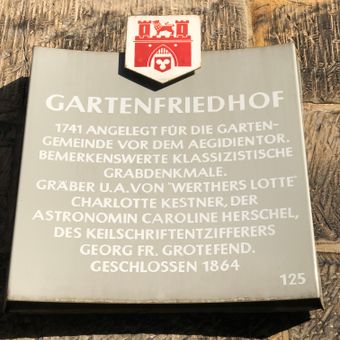 GARTENFRIEDHOF
1741 ANGELEGT FÜR DIE GARTEN-
GEMEINDE VOR DEM AEGIDIENTOR.
BEMERKENSWERTE KLASSIZISTISCHE
GRABDENKMALE.
GRÄBER U.A. VON "WERTHERS LOTTE"
CHARLOTTE KESTNER, DER
ASTRONOMIN CAROLINE HERSCHEL,
DES KEILSCHRIFTENTZIFFERERS
GEORG FR. GROTEFEND.
GESCHLOSSEN 1864
125